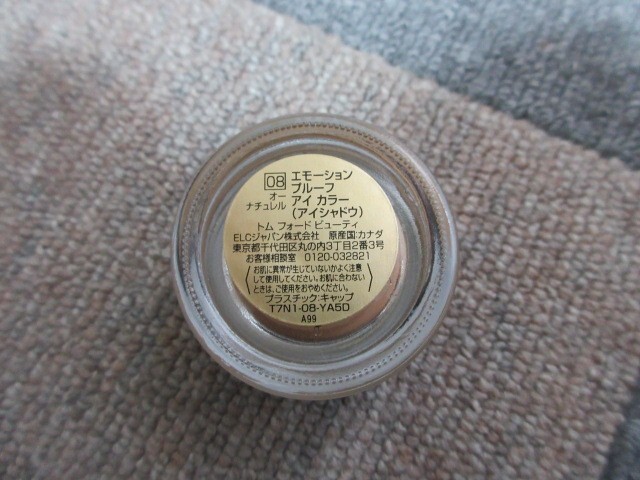 08 エモーション
オー プルーフ
ナチュレル アイ カラー
(アイシャドウ)
トム フォード ビューティ
ELCジャパン株式会社 原産国:カナダ
東京都千代田区丸の内3丁目2番3号
お客様相談室 0120-032821
お肌に異常が生じていないかよく注意
して使用してください。お肌に合わない
ときは、ご使用をおやめください。
プラスチック:キャップ
T7N1-08-YA5D
A99